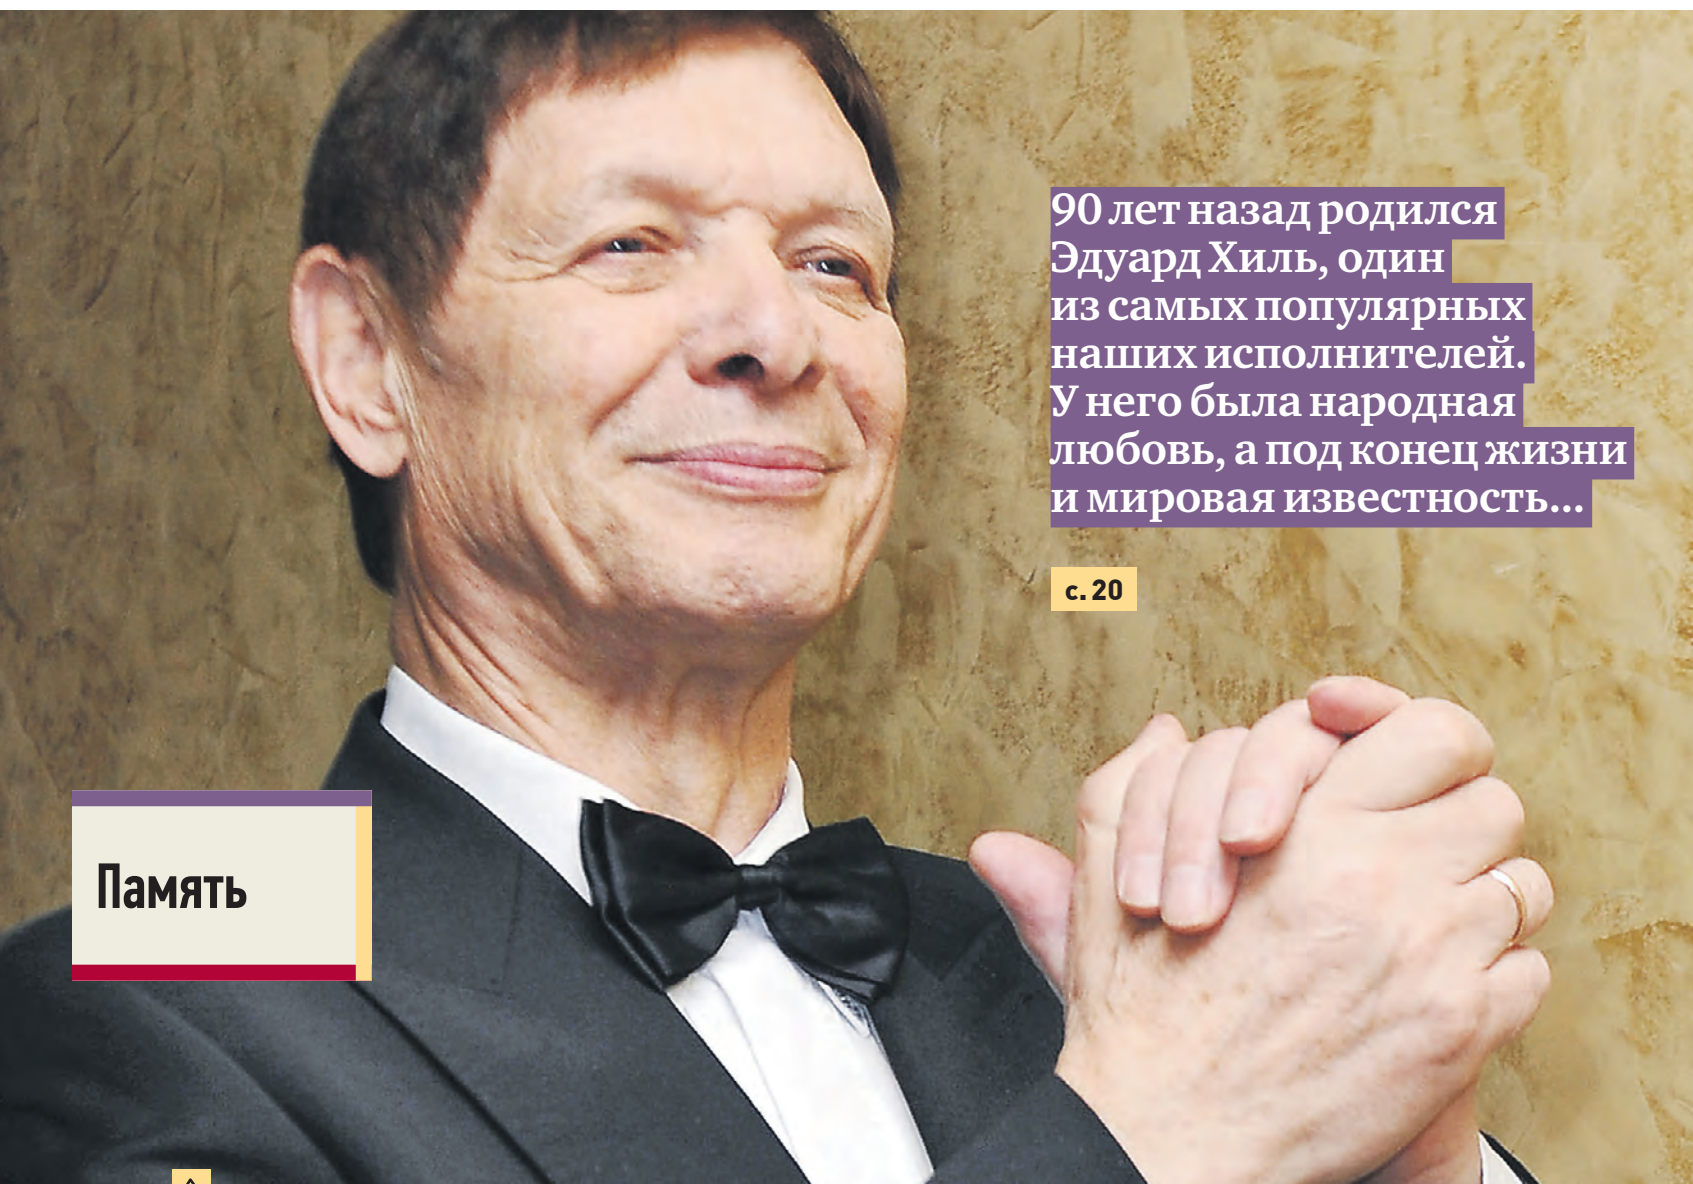 90 лет назад родился
Эдуард Хиль, один
из самых популярных
наших исполнителей.
У него была народная
любовь, а под конец жизни
и мировая известность...
с. 20
Память